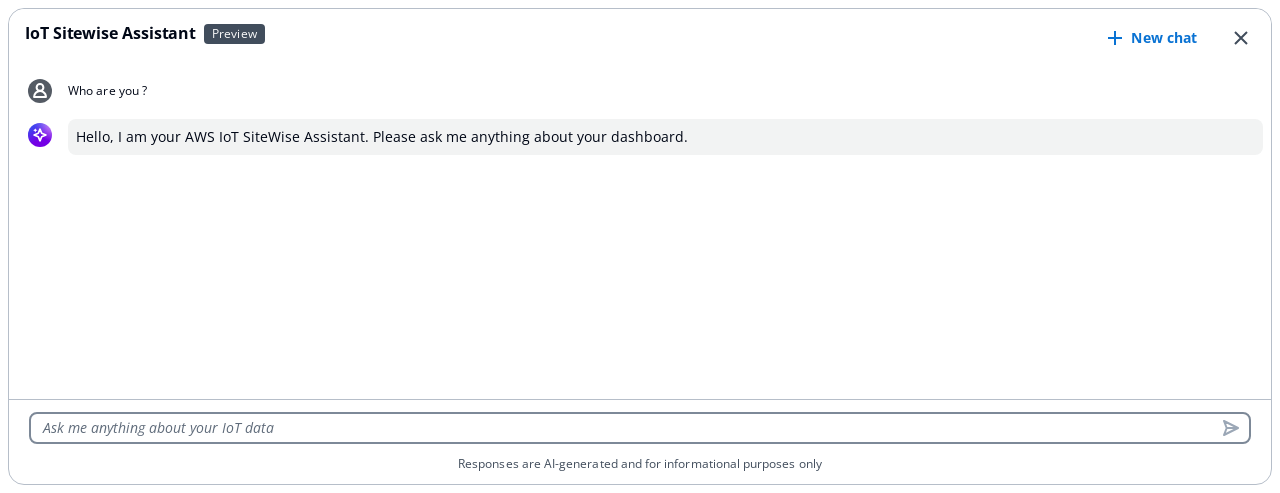 IoT Sitewise Assistant Preview
New chat
Who are you ?
Hello, I am your AWS IoT SiteWise Assistant. Please ask me anything about your dashboard.
Ask me anything about your IoT data
Responses are AI-generated and for informational purposes only